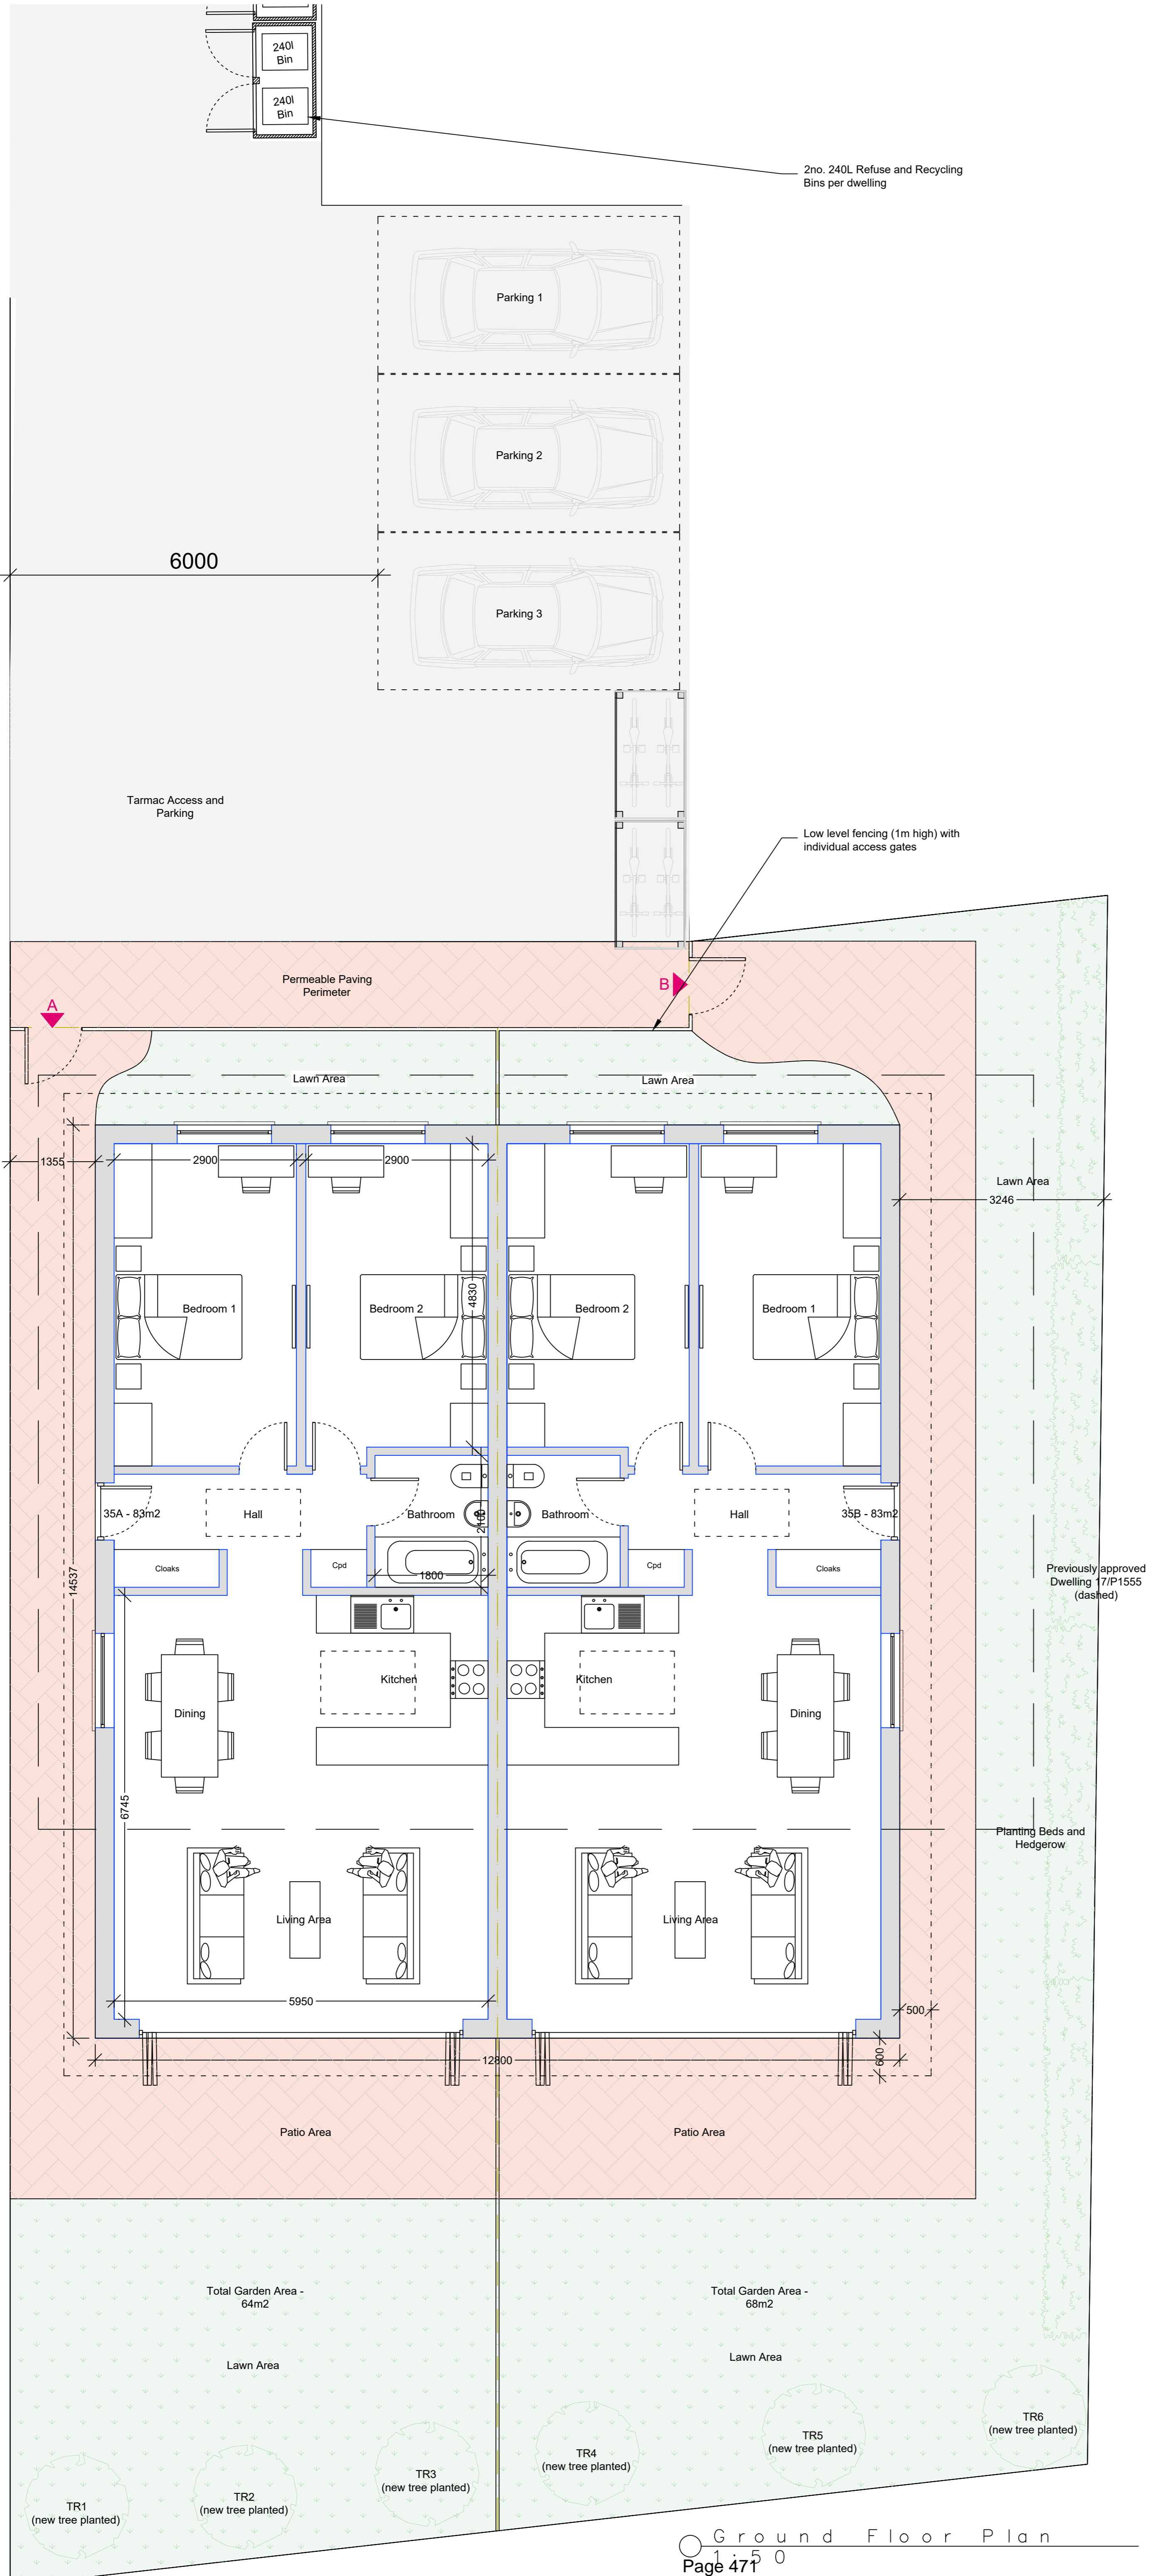 240l
Bin
240l
Bin
2no. 240L Refuse and Recycling
Bins per dwelling
Parking 1
Parking 2
Parking 3
6000
Tarmac Access and
Parking
Low level fencing (1m high) with
individual access gates
Permeable Paving
Perimeter
A
B
Lawn Area
Lawn Area
1355
2900
2900
Lawn Area
3246
4830
Bedroom 1
Bedroom 2
Bedroom 2
Bedroom 1
35A - 83m2
Hall
Bathroom
2100
Bathroom
Hall
35B - 83m2
Cloaks
Cpd
1800
Cpd
Cloaks
14537
Previously approved
Dwelling 17/P1555
(dashed)
Kitchen
Kitchen
Dining
Dining
6745
Planting Beds and
Hedgerow
Living Area
Living Area
5950
500
12800
600
Patio Area
Patio Area
Total Garden Area -
64m2
Total Garden Area -
68m2
Lawn Area
Lawn Area
TR1
(new tree planted)
TR2
(new tree planted)
TR3
(new tree planted)
TR4
(new tree planted)
TR5
(new tree planted)
TR6
(new tree planted)
Ground Floor Plan
1:50
Page 471